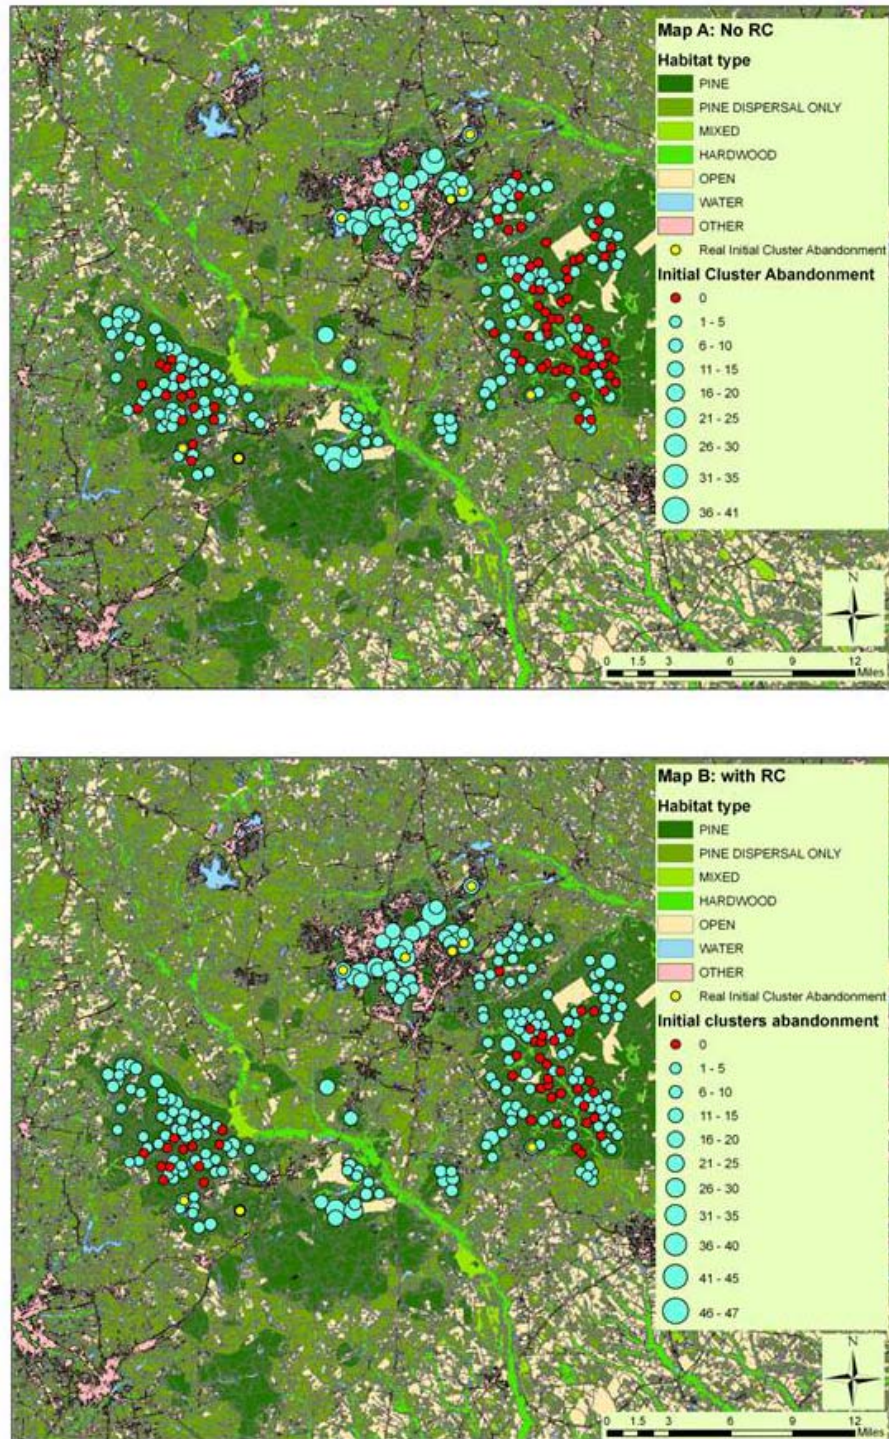 Map A: No RC
Habitat type
PINE
PINE DISPERSAL ONLY
MIXED
HARDWOOD
OPEN
WATER
OTHER
Real Initial Cluster Abandonment
Initial Cluster Abandonment
0
1 - 5
6 - 10
11 - 15
16 - 20
21 - 25
26 - 30
31 - 35
36 - 41
N
0 1.5 3 6 9 12
Miles
Map B: with RC
Habitat type
PINE
PINE DISPERSAL ONLY
MIXED
HARDWOOD
OPEN
WATER
OTHER
Real Initial Cluster Abandonment
Initial clusters abandonment
0
1 - 5
6 - 10
11 - 15
16 - 20
21 - 25
26 - 30
31 - 35
36 - 40
41 - 45
46 - 47
N
0 1.5 3 6 9 12
Miles